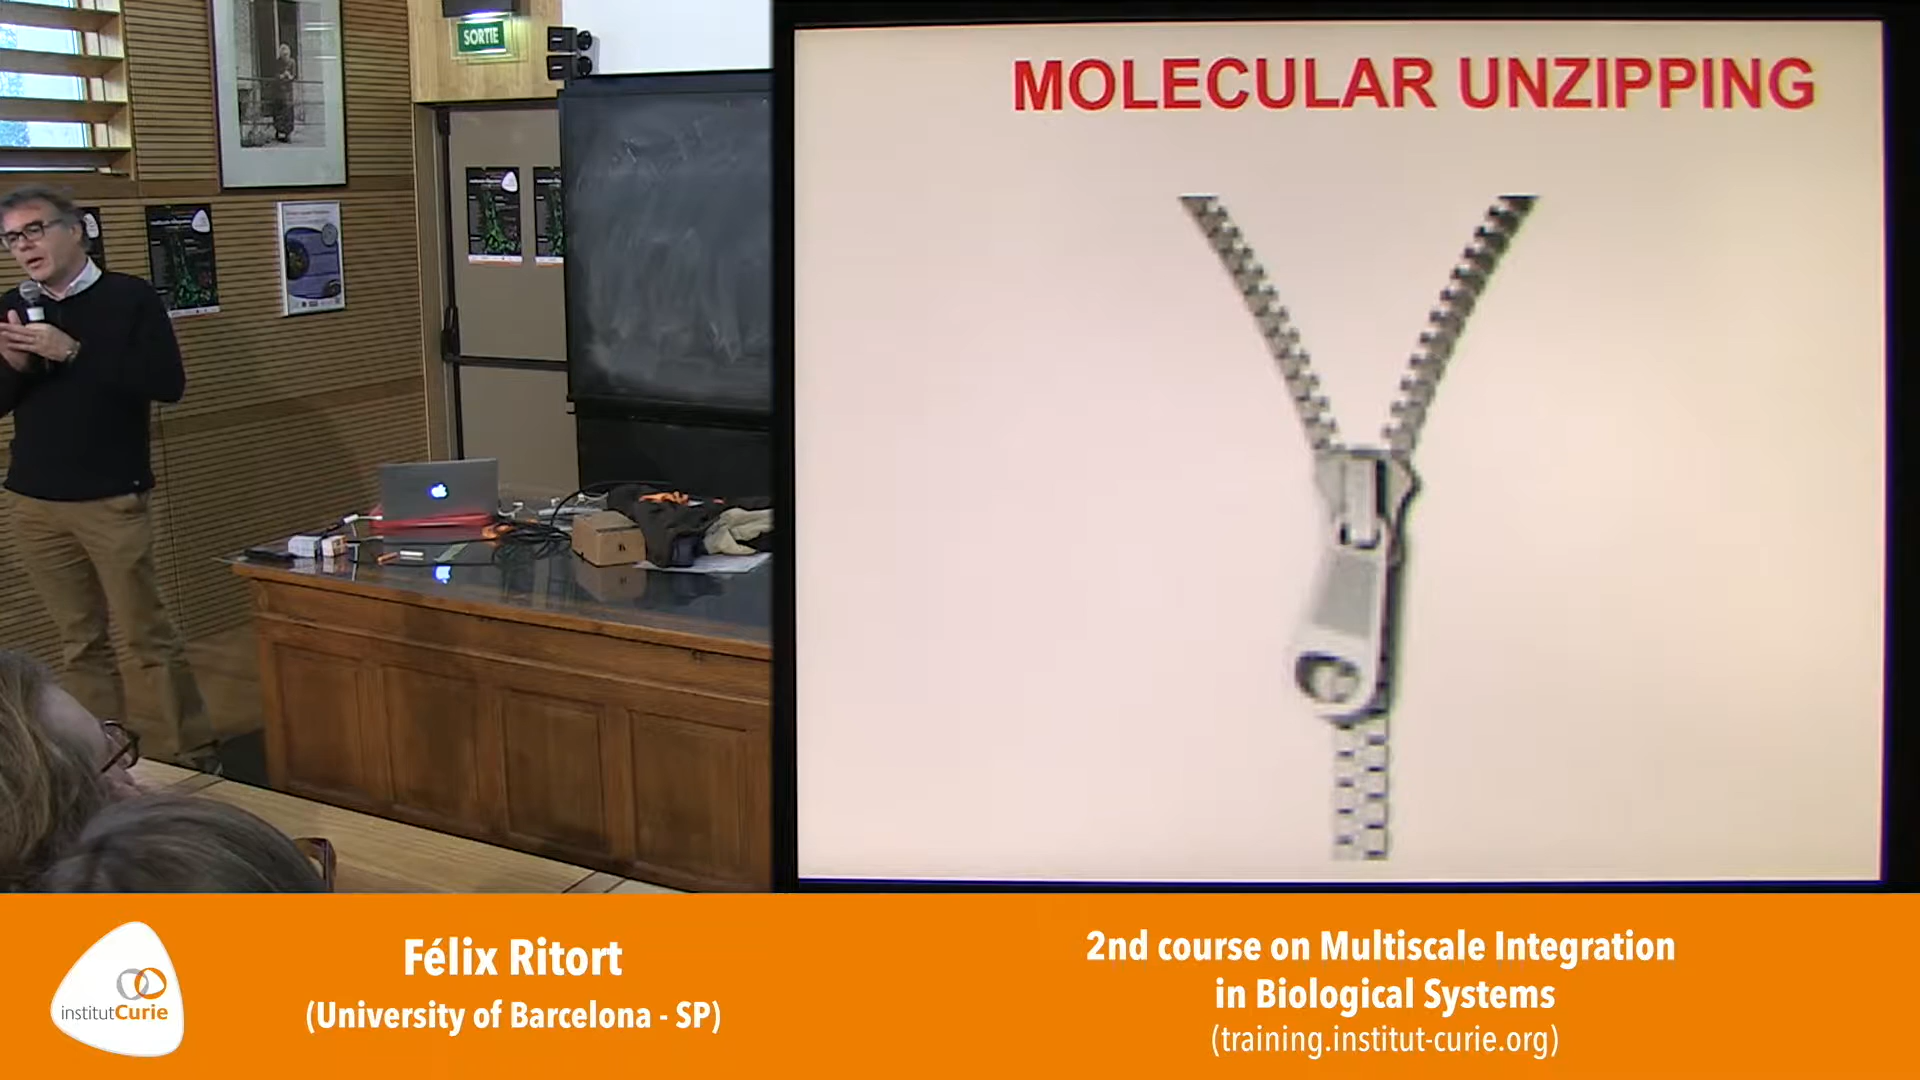 SORTIE
MOLECULAR UNZIPPING
institutCurie
Félix Ritort
(University of Barcelona - SP)
2nd course on Multiscale Integration
in Biological Systems
(training.institut-curie.org)